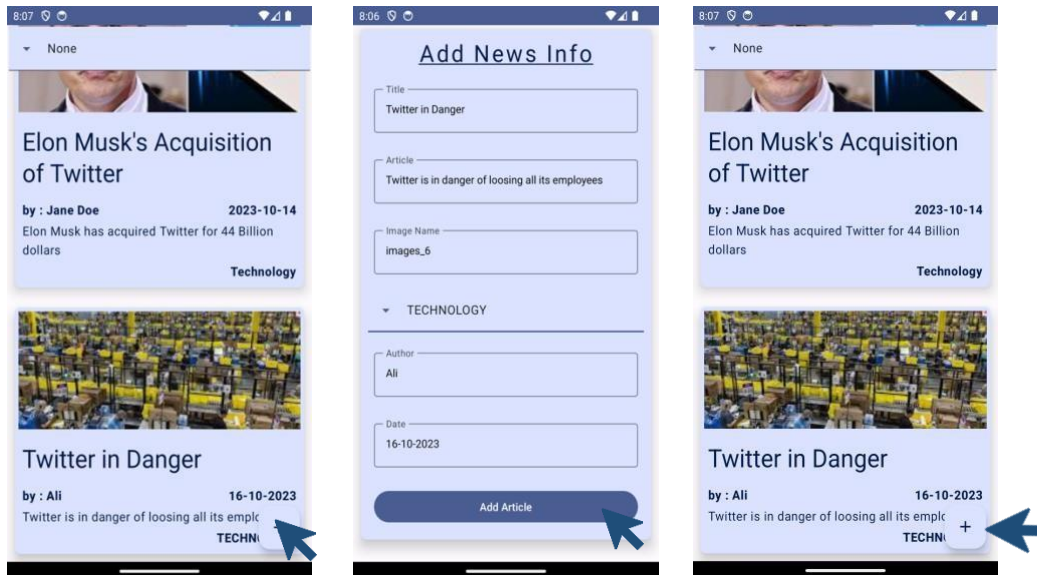 8:07
None
Elon Musk's Acquisition
of Twitter
by : Jane Doe 2023-10-14
Elon Musk has acquired Twitter for 44 Billion
dollars
Technology
Twitter in Danger
by : Ali 16-10-2023
Twitter is in danger of loosing all its emplo
TECHN
8:06
Add News Info
Title
Twitter in Danger
Article
Twitter is in danger of loosing all its employees
Image Name
images_6
TECHNOLOGY
Author
Ali
Date
16-10-2023
Add Article
8:07
None
Elon Musk's Acquisition
of Twitter
by : Jane Doe 2023-10-14
Elon Musk has acquired Twitter for 44 Billion
dollars
Technology
Twitter in Danger
by : Ali 16-10-2023
Twitter is in danger of loosing all its emplo
TECHN
+